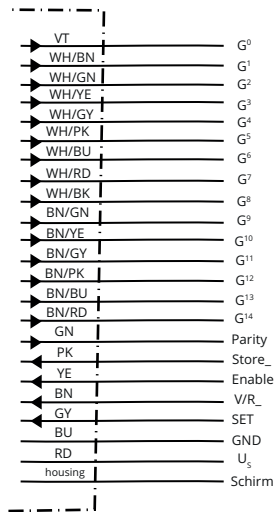 VT G⁰
WH/BN G¹
WH/GN G²
WH/YE G³
WH/GY G⁴
WH/PK G⁵
WH/BU G⁶
WH/RD G⁷
WH/BK G⁸
BN/GN G⁹
BN/YE G¹⁰
BN/GY G¹¹
BN/PK G¹²
BN/BU G¹³
BN/RD G¹⁴
GN Parity
PK Store_
YE Enable
BN V/R_
GY SET
BU GND
RD Uₛ
housing Schirm